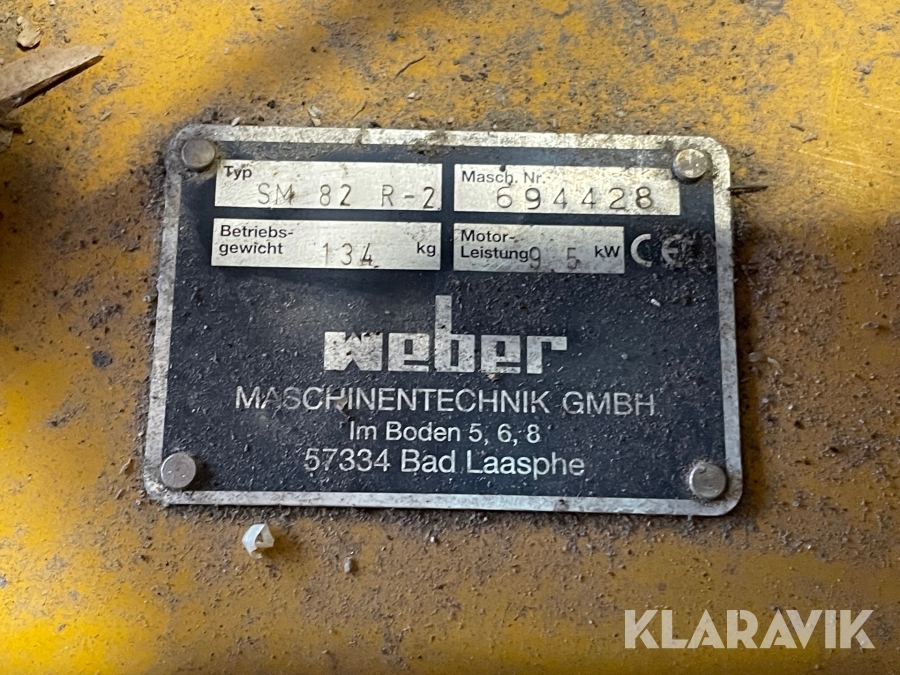 Typ SM 82 R-2 Masch. Nr. 694428
Betriebs-
gewicht 134 kg
Motor-
Leistung 9.5 kW CE
weber
MASCHINENTECHNIK GMBH
Im Boden 5, 6, 8
57334 Bad Laasphe
KLARAVIK